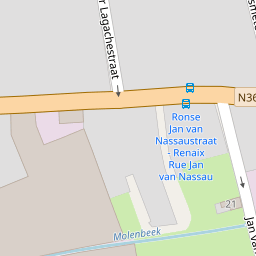 r Lagachestraat
N36
Ronse
Jan van
Nassaustraat
- Renaix
Rue Jan
van Nassau
21
Molenbeek
Jan van